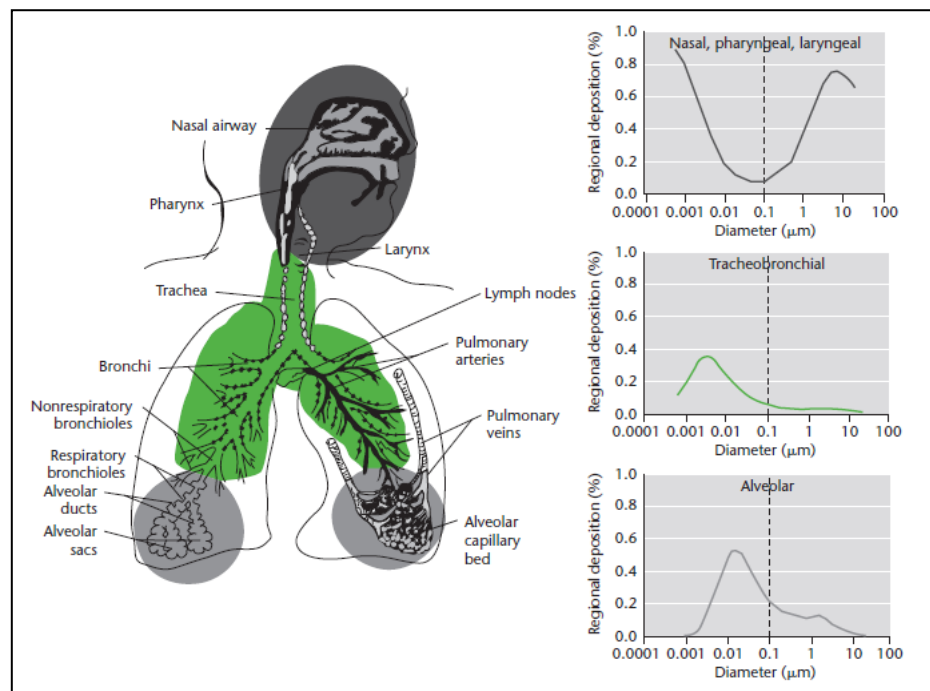 Nasal airway
Pharynx
Larynx
Trachea
Lymph nodes
Bronchi
Pulmonary
arteries
Nonrespiratory
bronchioles
Pulmonary
veins
Respiratory
bronchioles
Alveolar
ducts
Alveolar
sacs
Alveolar
capillary
bed
Regional deposition (%)
1.0
0.8
0.6
0.4
0.2
0.0
Nasal, pharyngeal, laryngeal
0.0001 0.001 0.01 0.1 1 10 100
Diameter (μm)
Regional deposition (%)
1.0
0.8
0.6
0.4
0.2
0.0
Tracheobronchial
0.0001 0.001 0.01 0.1 1 10 100
Diameter (μm)
Regional deposition (%)
1.0
0.8
0.6
0.4
0.2
0.0
Alveolar
0.0001 0.001 0.01 0.1 1 10 100
Diameter (μm)